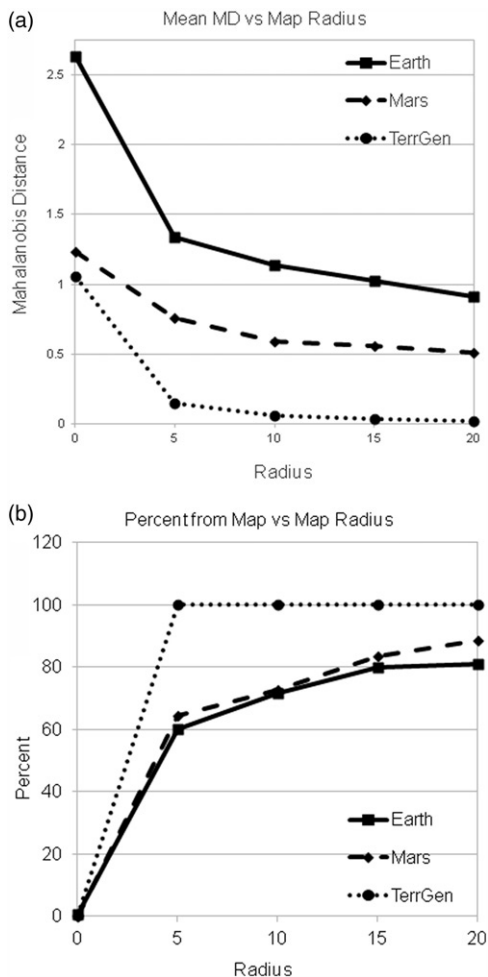 (a)
Mean MD vs Map Radius
2.5
2
1.5
1
0.5
0
Mahalanobis Distance
Earth
Mars
TerrGen
0 5 10 15 20
Radius
(b)
Percent from Map vs Map Radius
120
100
80
60
40
20
0
Percent
Earth
Mars
TerrGen
0 5 10 15 20
Radius